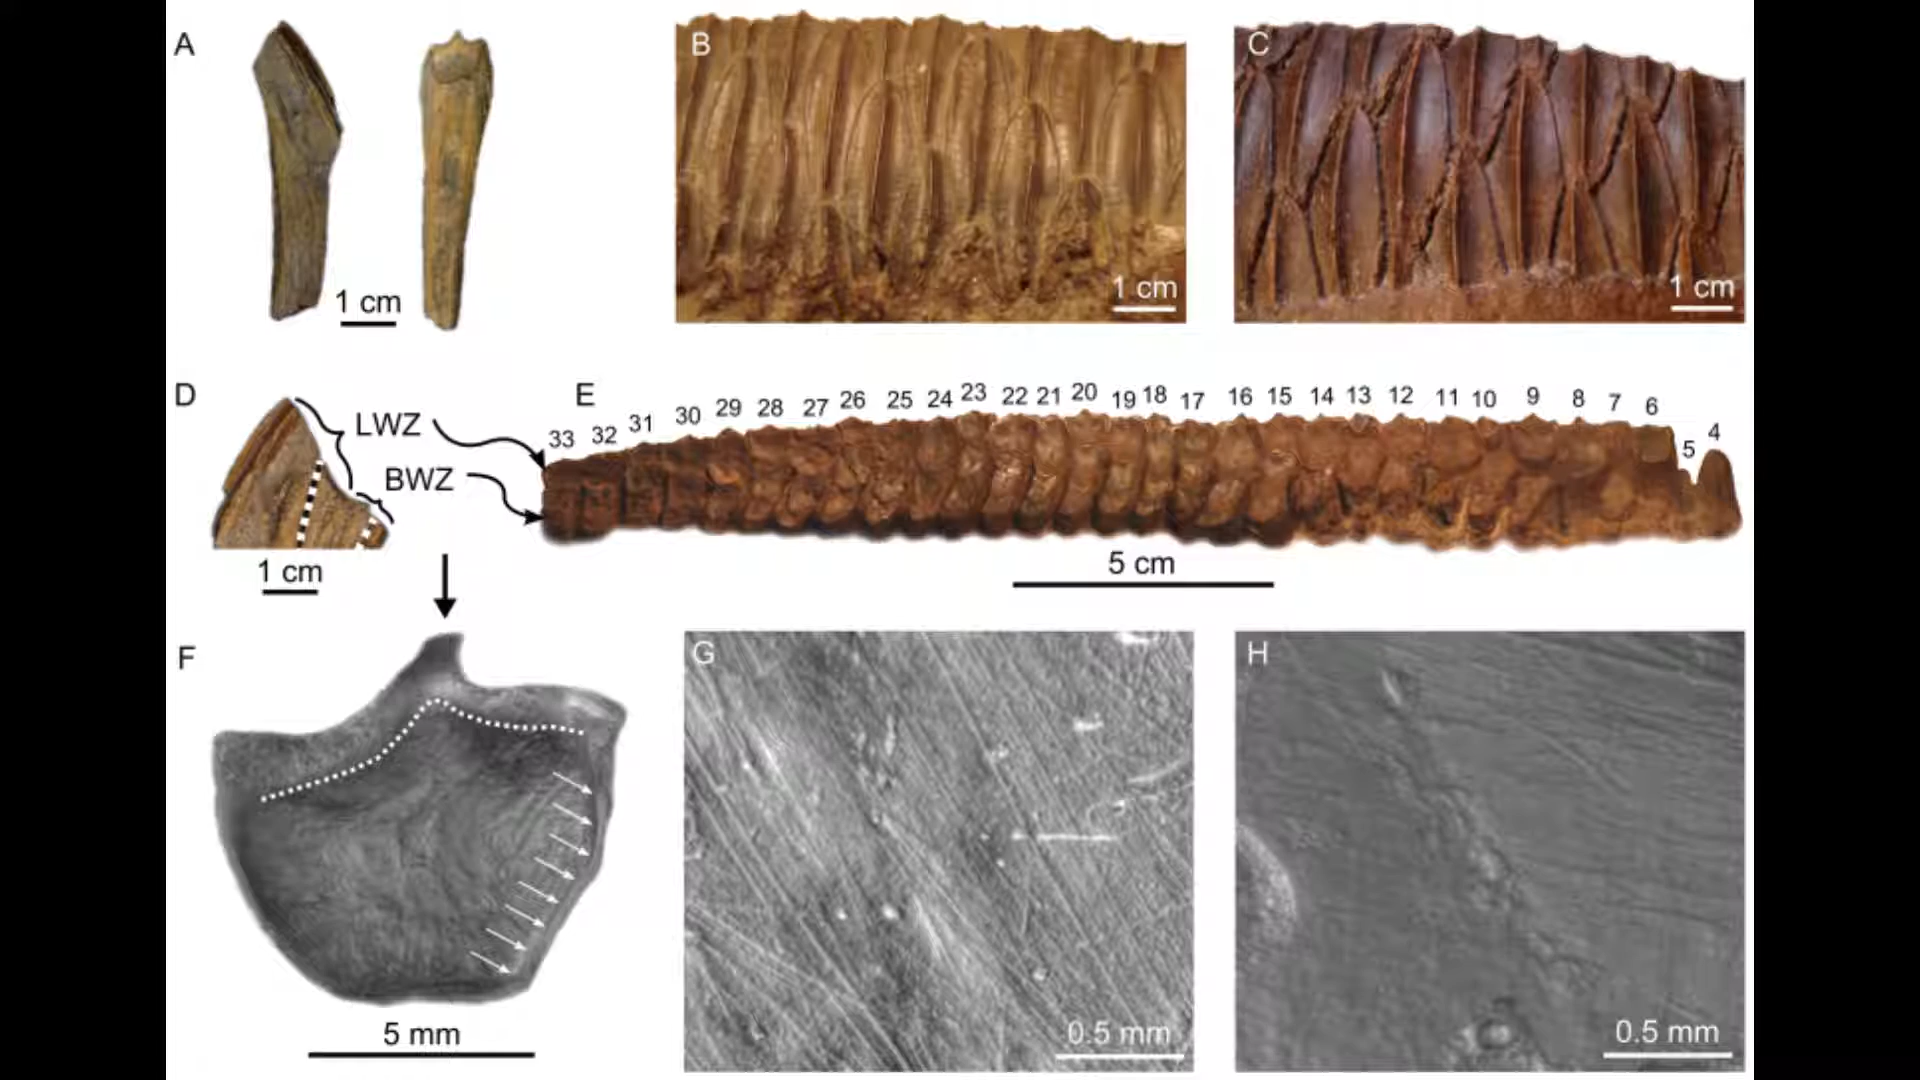 A
B
C
1 cm
1 cm
1 cm
D
LWZ
BWZ
1 cm
E
33 32 31 30 29 28 27 26 25 24 23 22 21 20 19 18 17 16 15 14 13 12 11 10 9 8 7 6 5 4
5 cm
F
5 mm
G
0.5 mm
H
0.5 mm